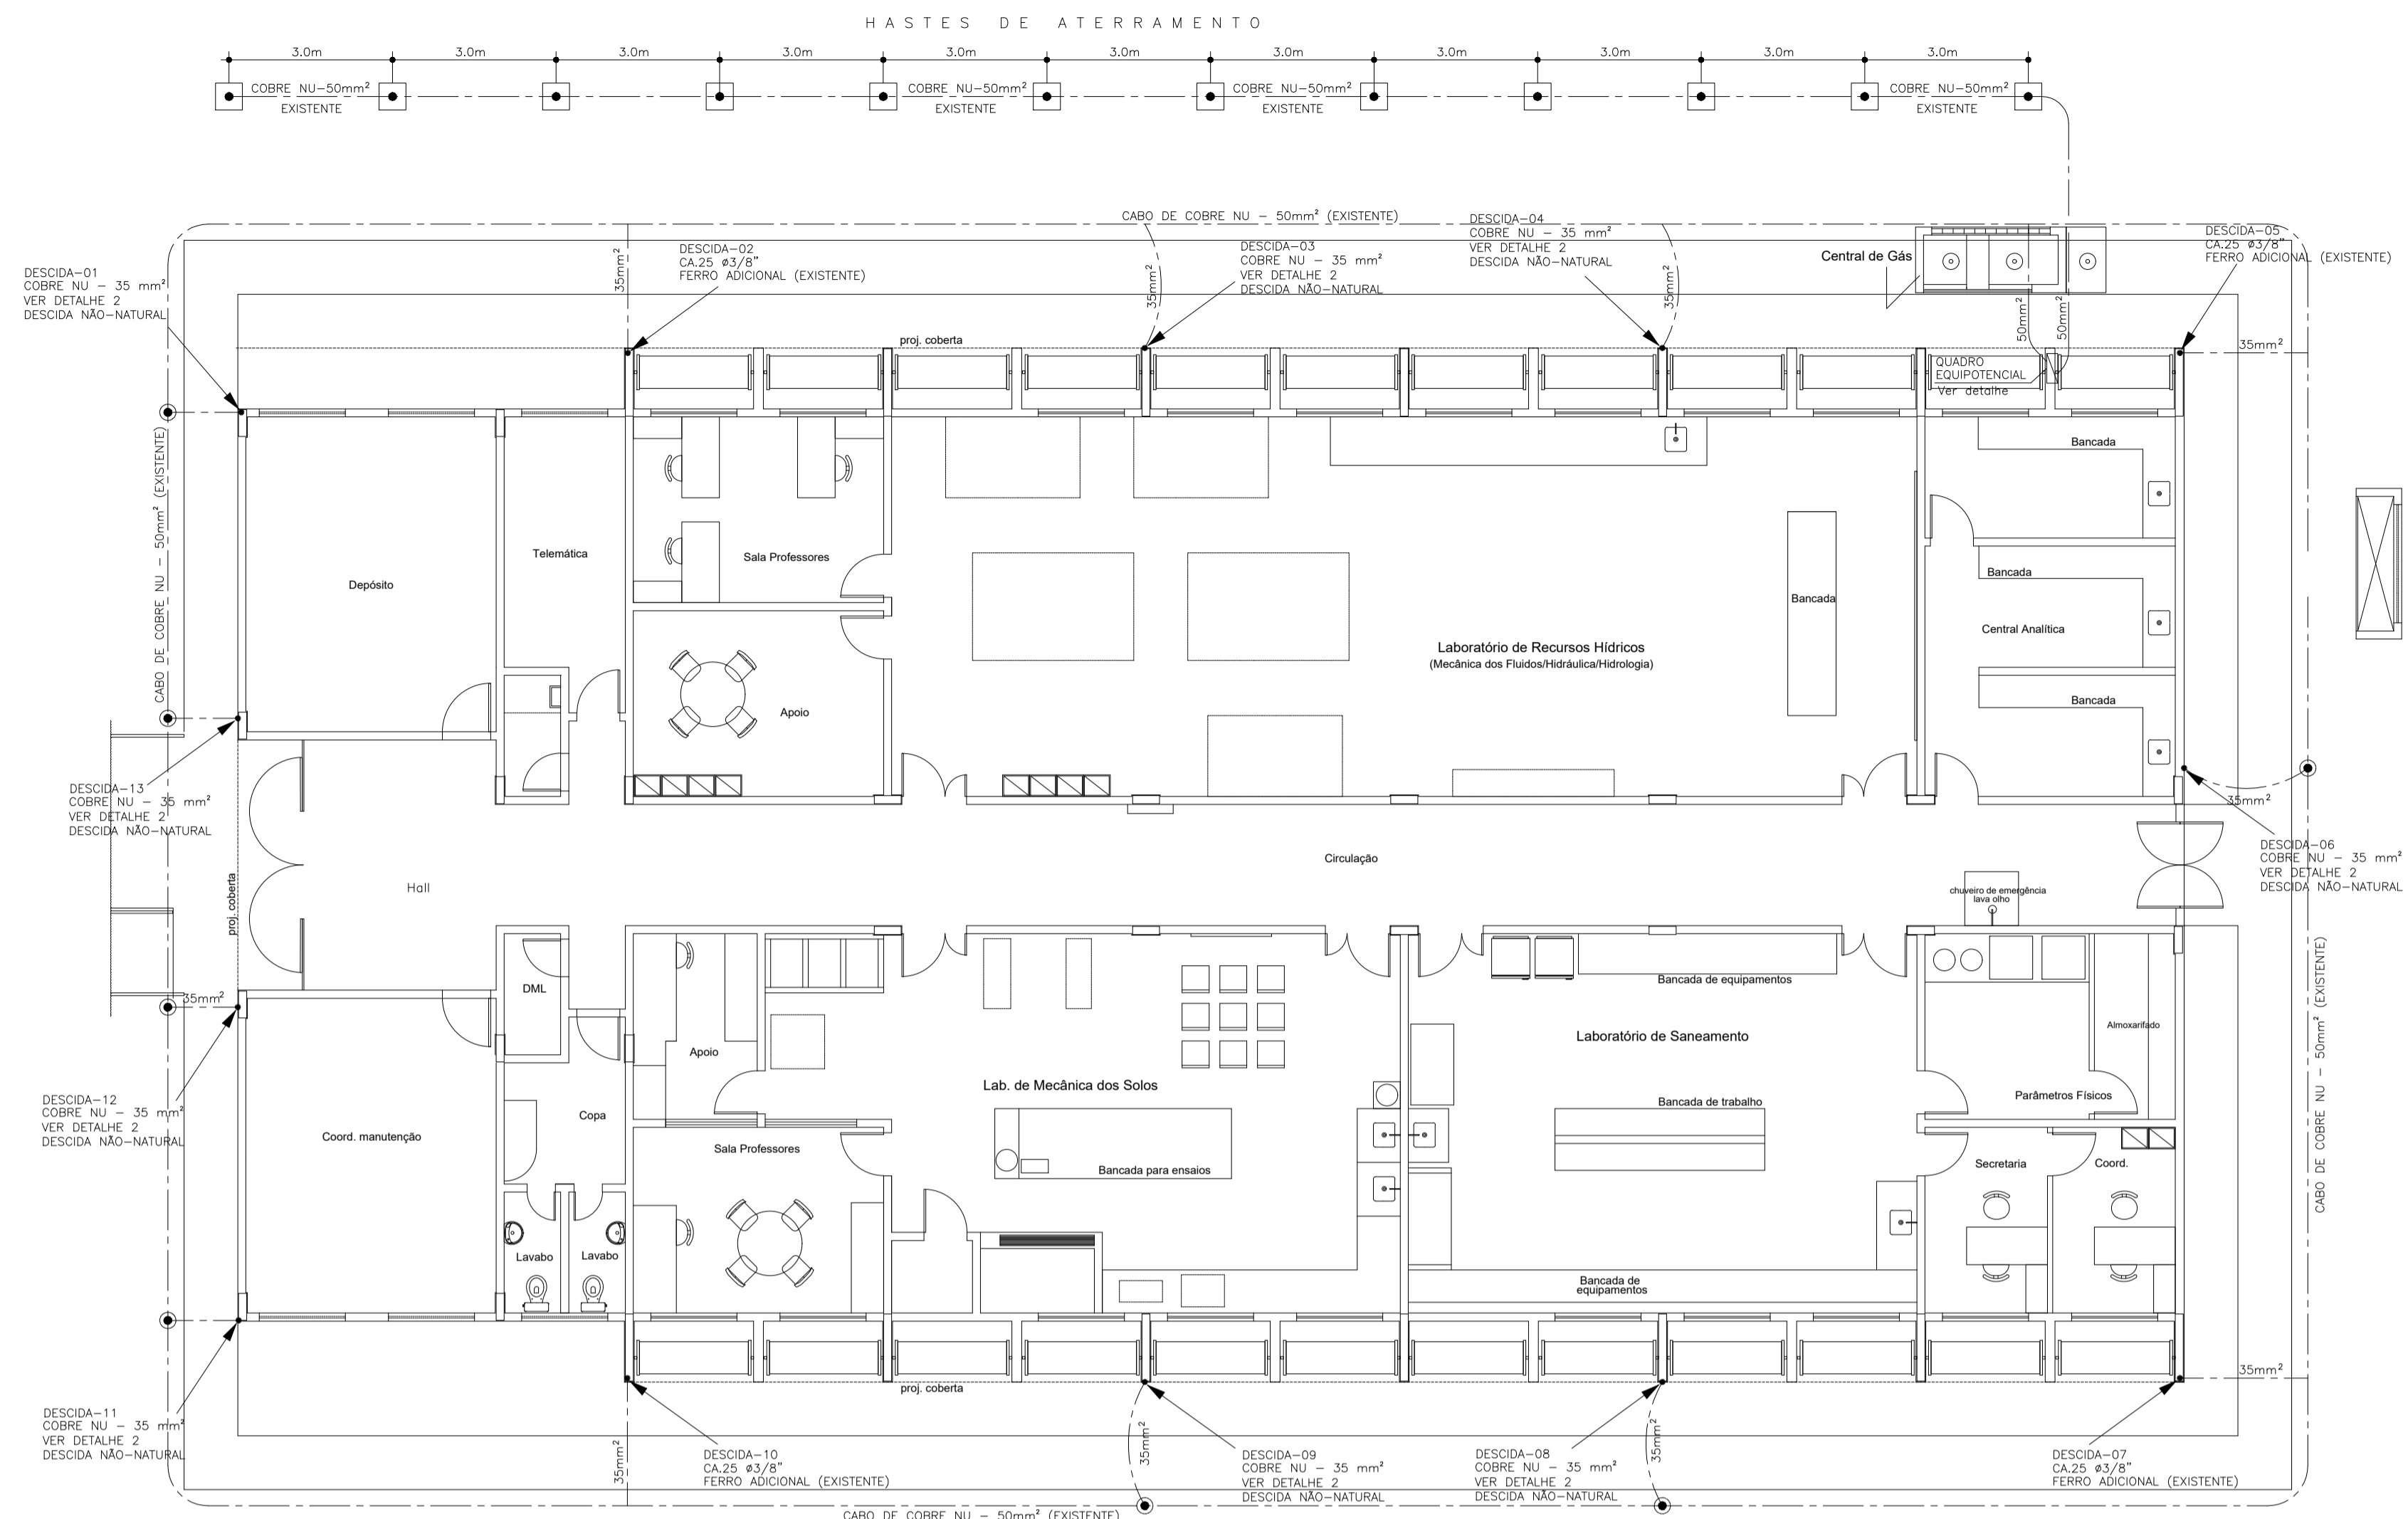 HASTES DE ATERRAMENTO
3.0m 3.0m 3.0m 3.0m 3.0m 3.0m 3.0m 3.0m 3.0m 3.0m 3.0m
COBRE NU-50mm² COBRE NU-50mm² COBRE NU-50mm² COBRE NU-50mm²
EXISTENTE EXISTENTE EXISTENTE EXISTENTE
CABO DE COBRE NU - 50mm² (EXISTENTE)
DESCIDA-01
COBRE NU - 35 mm²
VER DETALHE 2
DESCIDA NÃO-NATURAL
35mm²
DESCIDA-02
CA.25 ø3/8"
FERRO ADICIONAL (EXISTENTE)
35mm²
DESCIDA-03
COBRE NU - 35 mm²
VER DETALHE 2
DESCIDA NÃO-NATURAL
DESCIDA-04
COBRE NU - 35 mm²
VER DETALHE 2
DESCIDA NÃO-NATURAL
35mm²
Central de Gás
DESCIDA-05
CA.25 ø3/8"
FERRO ADICIONAL (EXISTENTE)
50mm²
50mm²
35mm²
proj. coberta
QUADRO
EQUIPOTENCIAL
Ver detalhe
CABO DE COBRE NU - 50mm² (EXISTENTE)
Depósito
Telemática
Sala Professores
Apoio
Laboratório de Recursos Hídricos
(Mecânica dos Fluidos/Hidráulica/Hidrologia)
Bancada
Bancada
Bancada
Central Analítica
Bancada
35mm²
DESCIDA-13
COBRE NU - 35 mm²
VER DETALHE 2
DESCIDA NÃO-NATURAL
DESCIDA-06
COBRE NU - 35 mm²
VER DETALHE 2
DESCIDA NÃO-NATURAL
proj. coberta
Hall
Circulação
chuveiro de emergência
lava olho
35mm²
DML
Apoio
Bancada de equipamentos
Laboratório de Saneamento
Almoxarifado
CABO DE COBRE NU - 50mm² (EXISTENTE)
DESCIDA-12
COBRE NU - 35 mm²
VER DETALHE 2
DESCIDA NÃO-NATURAL
Coord. manutenção
Copa
Lab. de Mecânica dos Solos
Bancada de trabalho
Parâmetros Físicos
Sala Professores
Bancada para ensaios
Secretaria
Coord.
Lavabo
Lavabo
Bancada de
equipamentos
proj. coberta
35mm²
DESCIDA-11
COBRE NU - 35 mm²
VER DETALHE 2
DESCIDA NÃO-NATURAL
35mm²
DESCIDA-10
CA.25 ø3/8"
FERRO ADICIONAL (EXISTENTE)
35mm²
DESCIDA-09
COBRE NU - 35 mm²
VER DETALHE 2
DESCIDA NÃO-NATURAL
DESCIDA-08
COBRE NU - 35 mm²
VER DETALHE 2
DESCIDA NÃO-NATURAL
35mm²
DESCIDA-07
CA.25 ø3/8"
FERRO ADICIONAL (EXISTENTE)
CABO DE COBRE NU - 50mm² (EXISTENTE)